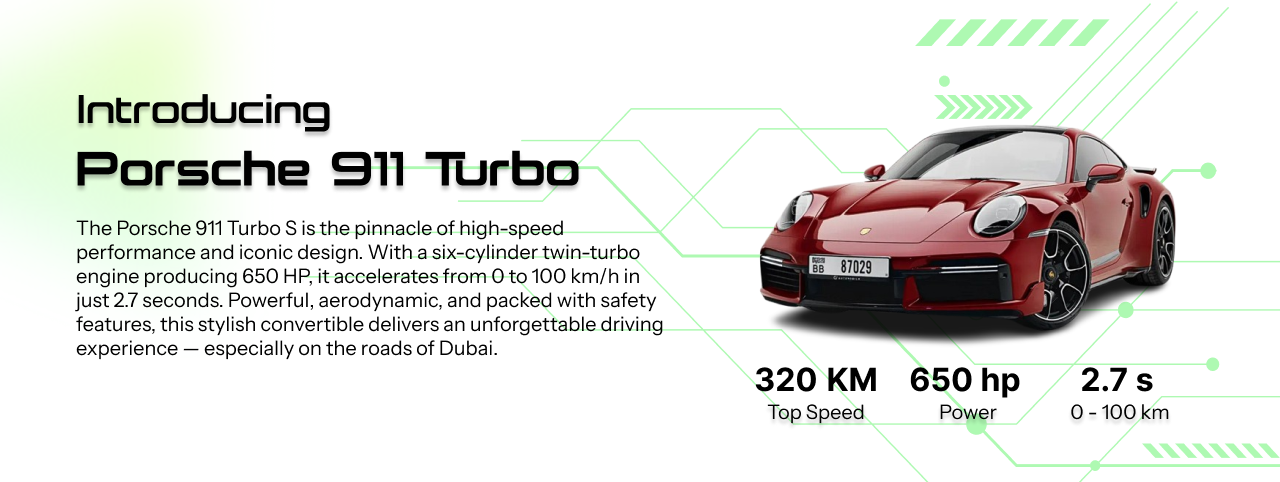 Introducing
Porsche 911 Turbo
The Porsche 911 Turbo S is the pinnacle of high-speed
performance and iconic design. With a six-cylinder twin-turbo
engine producing 650 HP, it accelerates from 0 to 100 km/h in
just 2.7 seconds. Powerful, aerodynamic, and packed with safety
features, this stylish convertible delivers an unforgettable driving
experience — especially on the roads of Dubai.
BB 87029
320 KM 650 hp 2.7 s
Top Speed Power 0 - 100 km